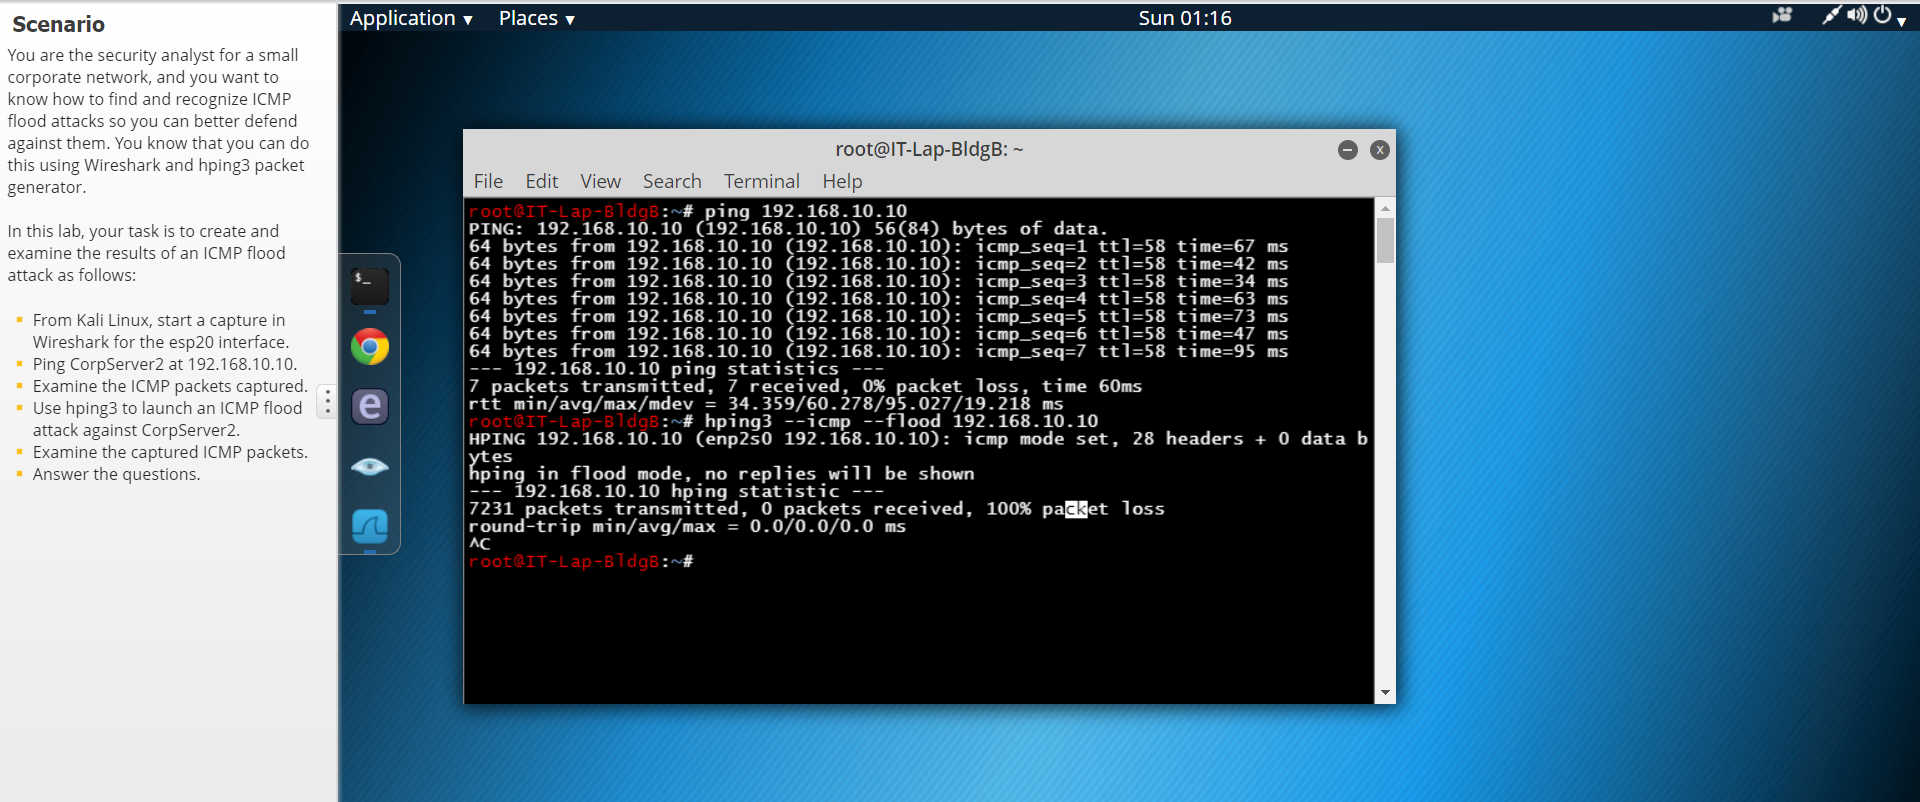 Scenario
You are the security analyst for a small
corporate network, and you want to
know how to find and recognize ICMP
flood attacks so you can better defend
against them. You know that you can do
this using Wireshark and hping3 packet
generator.
In this lab, your task is to create and
examine the results of an ICMP flood
attack as follows:
From Kali Linux, start a capture in
Wireshark for the esp20 interface.
Ping CorpServer2 at 192.168.10.10.
Examine the ICMP packets captured.
Use hping3 to launch an ICMP flood
attack against CorpServer2.
Examine the captured ICMP packets.
Answer the questions.
Application ▾ Places ▾ Sun 01:16
root@IT-Lap-BldgB: ~
File Edit View Search Terminal Help
root@IT-Lap-BldgB:~# ping 192.168.10.10
PING: 192.168.10.10 (192.168.10.10) 56(84) bytes of data.
64 bytes from 192.168.10.10 (192.168.10.10): icmp_seq=1 ttl=58 time=67 ms
64 bytes from 192.168.10.10 (192.168.10.10): icmp_seq=2 ttl=58 time=42 ms
64 bytes from 192.168.10.10 (192.168.10.10): icmp_seq=3 ttl=58 time=34 ms
64 bytes from 192.168.10.10 (192.168.10.10): icmp_seq=4 ttl=58 time=63 ms
64 bytes from 192.168.10.10 (192.168.10.10): icmp_seq=5 ttl=58 time=73 ms
64 bytes from 192.168.10.10 (192.168.10.10): icmp_seq=6 ttl=58 time=47 ms
64 bytes from 192.168.10.10 (192.168.10.10): icmp_seq=7 ttl=58 time=95 ms
--- 192.168.10.10 ping statistics ---
7 packets transmitted, 7 received, 0% packet loss, time 60ms
rtt min/avg/max/mdev = 34.359/60.278/95.027/19.218 ms
root@IT-Lap-BldgB:~# hping3 --icmp --flood 192.168.10.10
HPING 192.168.10.10 (enp2s0 192.168.10.10): icmp mode set, 28 headers + 0 data b
ytes
hping in flood mode, no replies will be shown
--- 192.168.10.10 hping statistic ---
7231 packets transmitted, 0 packets received, 100% packet loss
round-trip min/avg/max = 0.0/0.0/0.0 ms
^C
root@IT-Lap-BldgB:~#
$_
e